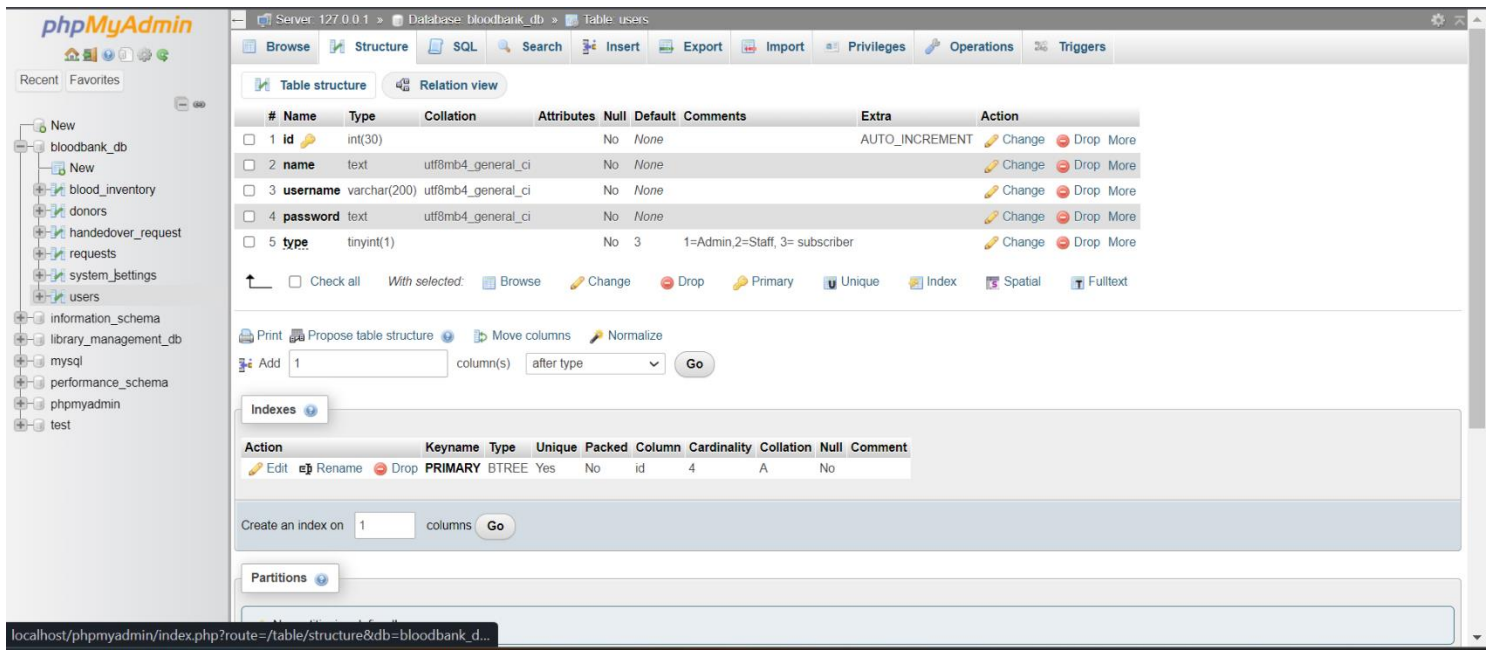 phpMyAdmin
Recent Favorites
New
bloodbank_db
New
blood_inventory
donors
handedover_request
requests
system_settings
users
information_schema
library_management_db
mysql
performance_schema
phpmyadmin
test
Server: 127.0.0.1 » Database: bloodbank_db » Table: users
Browse Structure SQL Search Insert Export Import Privileges Operations Triggers
Table structure Relation view
# Name Type Collation Attributes Null Default Comments Extra Action
1 id int(30) No None AUTO_INCREMENT Change Drop More
2 name text utf8mb4_general_ci No None Change Drop More
3 username varchar(200) utf8mb4_general_ci No None Change Drop More
4 password text utf8mb4_general_ci No None Change Drop More
5 type tinyint(1) No 3 1=Admin,2=Staff, 3= subscriber Change Drop More
Check all With selected: Browse Change Drop Primary Unique Index Spatial Fulltext
Print Propose table structure Move columns Normalize
Add 1 column(s) after type Go
Indexes
Action Keyname Type Unique Packed Column Cardinality Collation Null Comment
Edit Rename Drop PRIMARY BTREE Yes No id 4 A No
Create an index on 1 columns Go
Partitions
localhost/phpmyadmin/index.php?route=/table/structure&db=bloodbank_d...